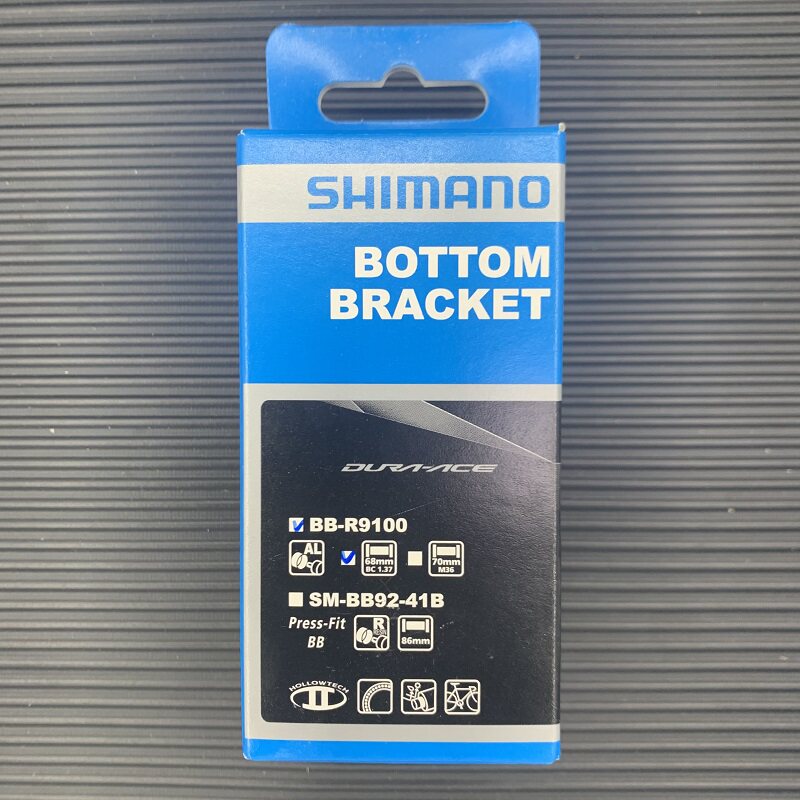 SHIMANO
BOTTOM
BRACKET
DURA-ACE
BB-R9100
AL 68mm BC 1.37 70mm M36
SM-BB92-41B
Press-Fit BB R 86mm
HOLLOWTECH II